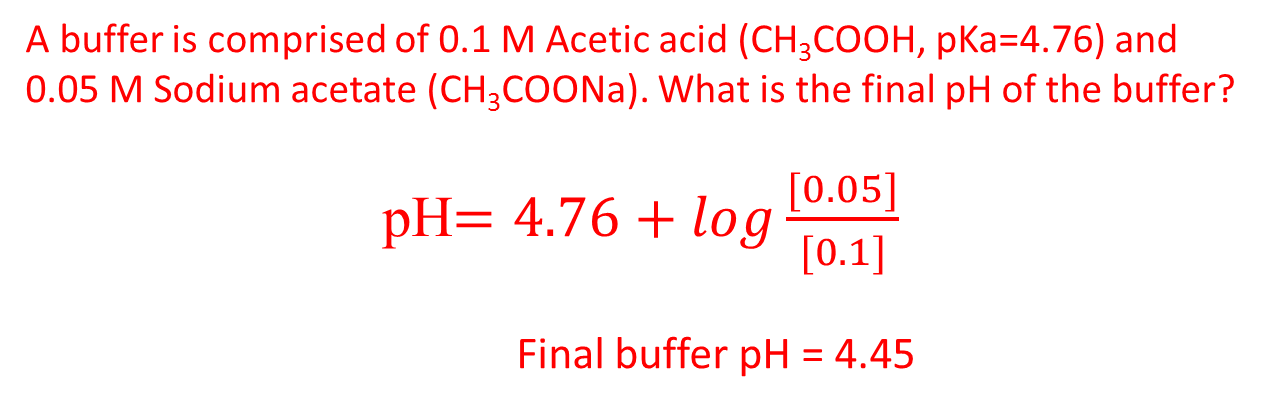 A buffer is comprised of 0.1 M Acetic acid (CH₃COOH, pKa=4.76) and
0.05 M Sodium acetate (CH₃COONa). What is the final pH of the buffer?
pH= 4.76 + log [0.05]/[0.1]
Final buffer pH = 4.45